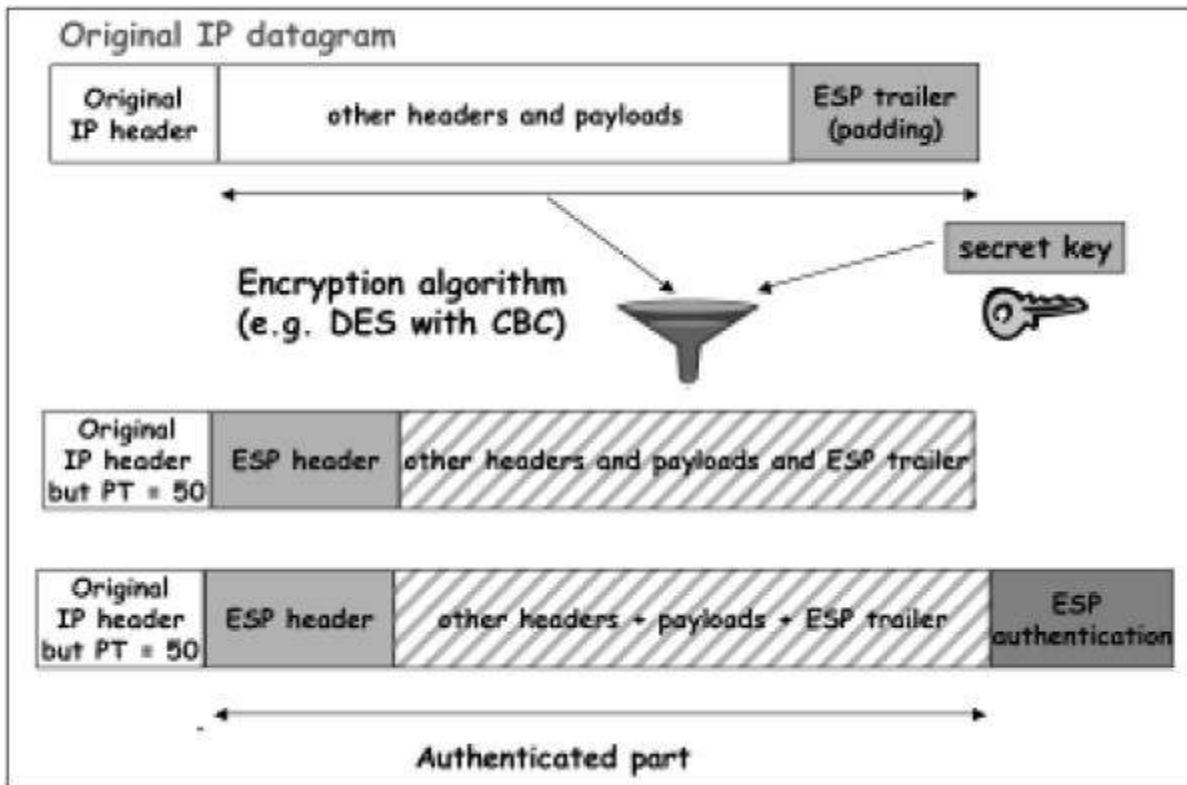 Original IP datagram
Original
IP header
other headers and payloads
ESP trailer
(padding)
secret key
Encryption algorithm
(e.g. DES with CBC)
Original
IP header
but PT = 50
ESP header
other headers and payloads and ESP trailer
Original
IP header
but PT = 50
ESP header
other headers + payloads + ESP trailer
ESP
authentication
Authenticated part